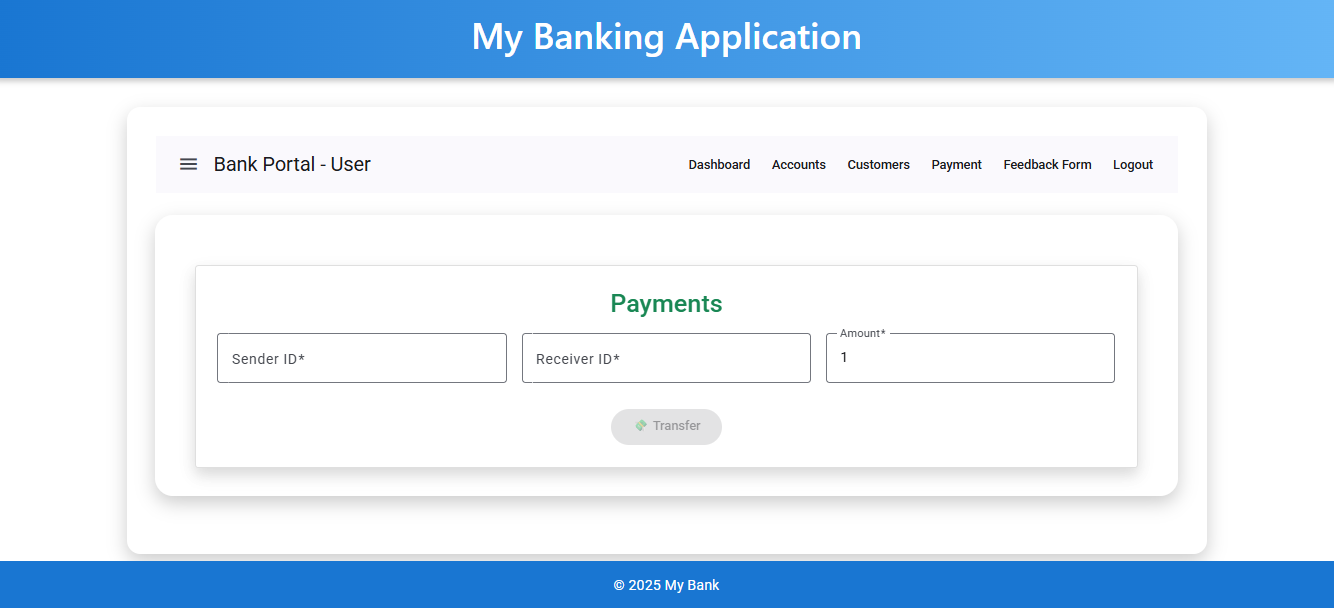 My Banking Application
Bank Portal - User Dashboard Accounts Customers Payment Feedback Form Logout
Payments
Sender ID* Receiver ID* Amount*
1
Transfer
© 2025 My Bank